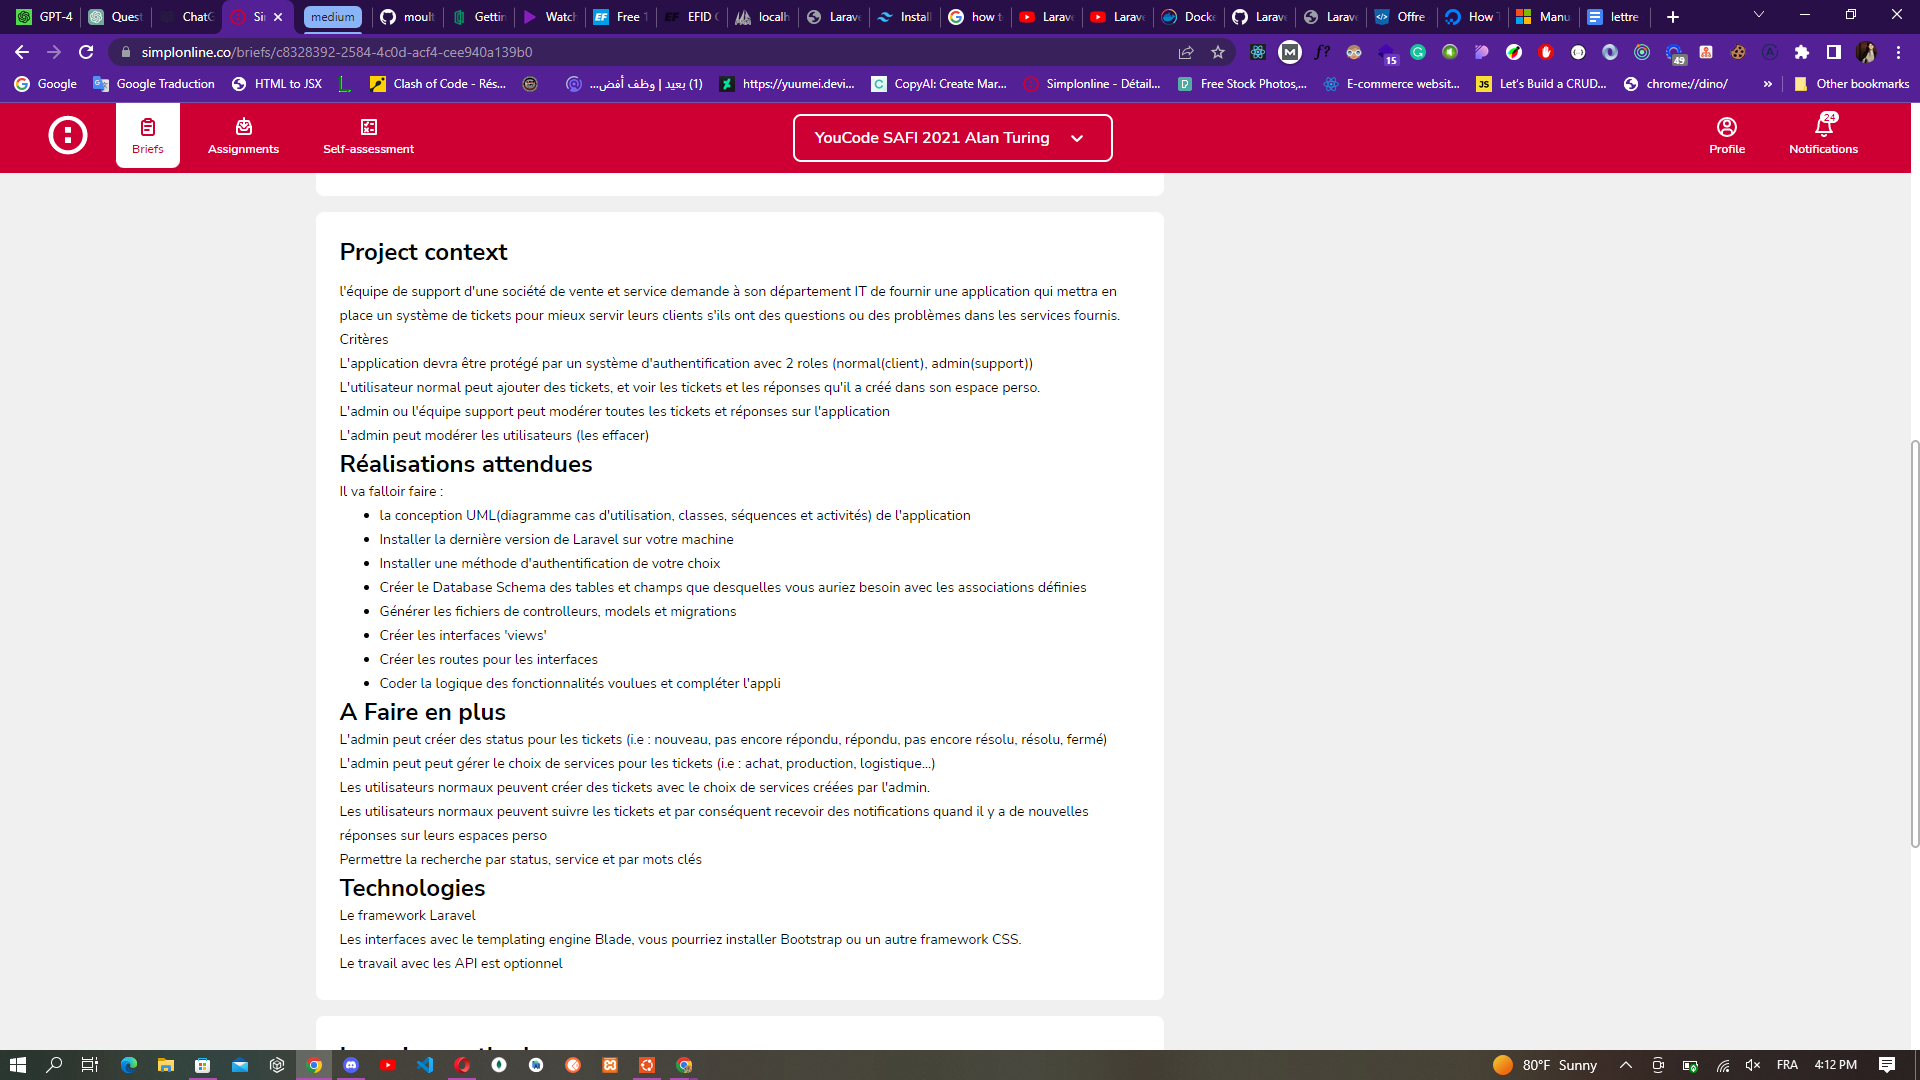 GPT-4
Quest
ChatG
Si
medium
moult
Gettin
Watch
Free T
EFID
localh
Larave
Install
how t
Larave
Larave
Docke
Larave
Larave
Offre
How T
Manu
lettre
simplonline.co/briefs/c8328392-2584-4c0d-acf4-cee940a139b0
15
49
Google
Google Traduction
HTML to JSX
Clash of Code - Rés...
(1) بعيد | وظف أفض...
https://yuumei.devi...
CopyAI: Create Mar...
Simplonline - Détail...
Free Stock Photos,...
E-commerce websit...
Let's Build a CRUD...
chrome://dino/
»
Other bookmarks
Briefs
Assignments
Self-assessment
YouCode SAFI 2021 Alan Turing
Profile
24
Notifications
Project context
l'équipe de support d'une société de vente et service demande à son département IT de fournir une application qui mettra en
place un système de tickets pour mieux servir leurs clients s'ils ont des questions ou des problèmes dans les services fournis.
Critères
L'application devra être protégé par un système d'authentification avec 2 roles (normal(client), admin(support))
L'utilisateur normal peut ajouter des tickets, et voir les tickets et les réponses qu'il a créé dans son espace perso.
L'admin ou l'équipe support peut modérer toutes les tickets et réponses sur l'application
L'admin peut modérer les utilisateurs (les effacer)
Réalisations attendues
Il va falloir faire :
• la conception UML(diagramme cas d'utilisation, classes, séquences et activités) de l'application
• Installer la dernière version de Laravel sur votre machine
• Installer une méthode d'authentification de votre choix
• Créer le Database Schema des tables et champs que desquelles vous auriez besoin avec les associations définies
• Générer les fichiers de controlleurs, models et migrations
• Créer les interfaces 'views'
• Créer les routes pour les interfaces
• Coder la logique des fonctionnalités voulues et compléter l'appli
A Faire en plus
L'admin peut créer des status pour les tickets (i.e : nouveau, pas encore répondu, répondu, pas encore résolu, résolu, fermé)
L'admin peut peut gérer le choix de services pour les tickets (i.e : achat, production, logistique...)
Les utilisateurs normaux peuvent créer des tickets avec le choix de services créées par l'admin.
Les utilisateurs normaux peuvent suivre les tickets et par conséquent recevoir des notifications quand il y a de nouvelles
réponses sur leurs espaces perso
Permettre la recherche par status, service et par mots clés
Technologies
Le framework Laravel
Les interfaces avec le templating engine Blade, vous pourriez installer Bootstrap ou un autre framework CSS.
Le travail avec les API est optionnel
80°F Sunny
FRA
4:12 PM